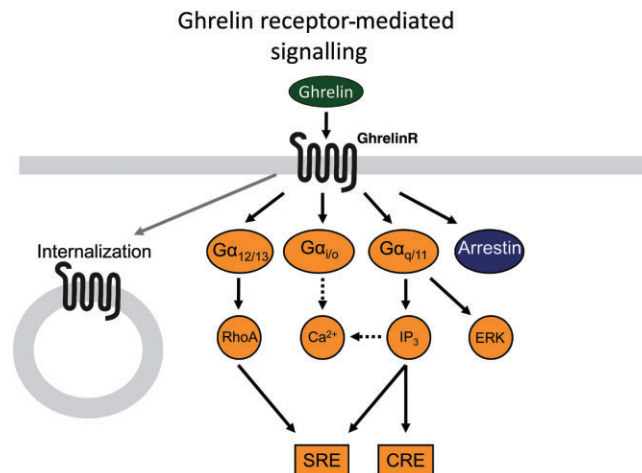 Ghrelin receptor-mediated
signalling
Ghrelin
GhrelinR
Internalization
Gα12/13
Gαi/o
Gαq/11
Arrestin
RhoA
Ca2+
IP3
ERK
SRE
CRE